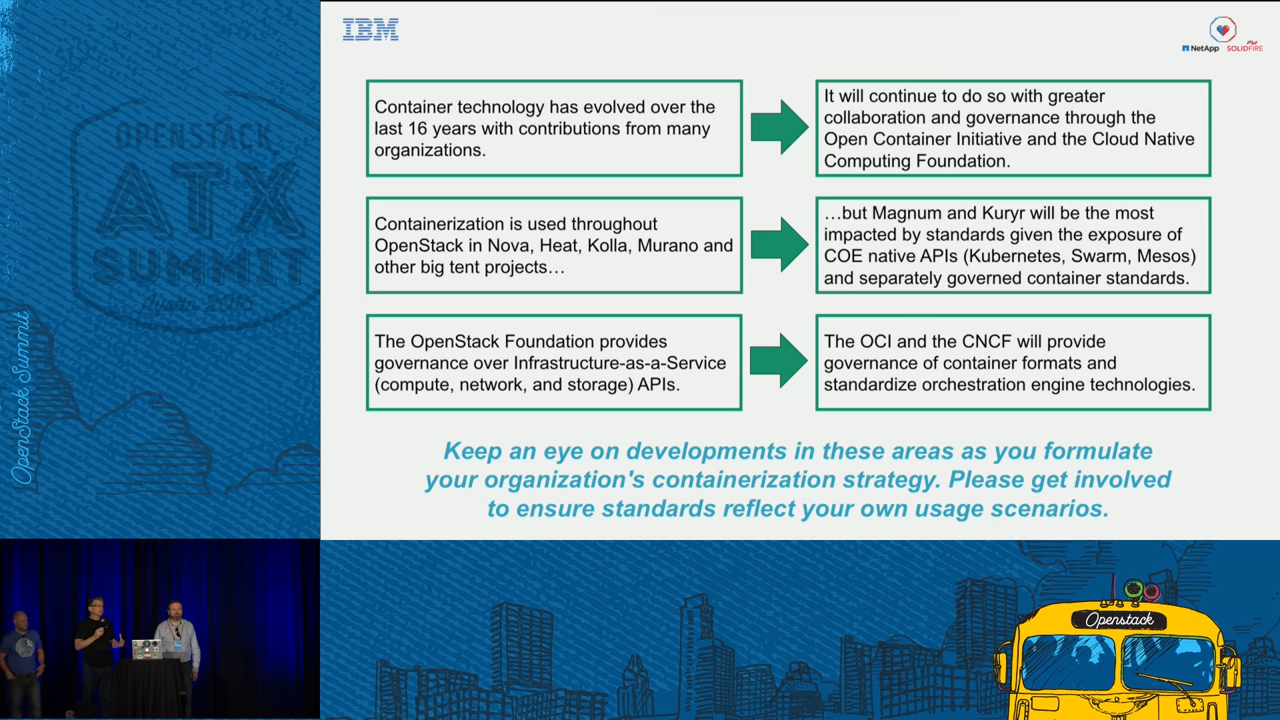 IBM
NetApp
SOLIDFIRE
OPENSTACK
ATX
SUMMIT
Austin 2016
OpenStack Summit
Container technology has evolved over the
last 16 years with contributions from many
organizations.
It will continue to do so with greater
collaboration and governance through the
Open Container Initiative and the Cloud Native
Computing Foundation.
Containerization is used throughout
OpenStack in Nova, Heat, Kolla, Murano and
other big tent projects…
…but Magnum and Kuryr will be the most
impacted by standards given the exposure of
COE native APIs (Kubernetes, Swarm, Mesos)
and separately governed container standards.
The OpenStack Foundation provides
governance over Infrastructure-as-a-Service
(compute, network, and storage) APIs.
The OCI and the CNCF will provide
governance of container formats and
standardize orchestration engine technologies.
Keep an eye on developments in these areas as you formulate
your organization's containerization strategy. Please get involved
to ensure standards reflect your own usage scenarios.
Openstack